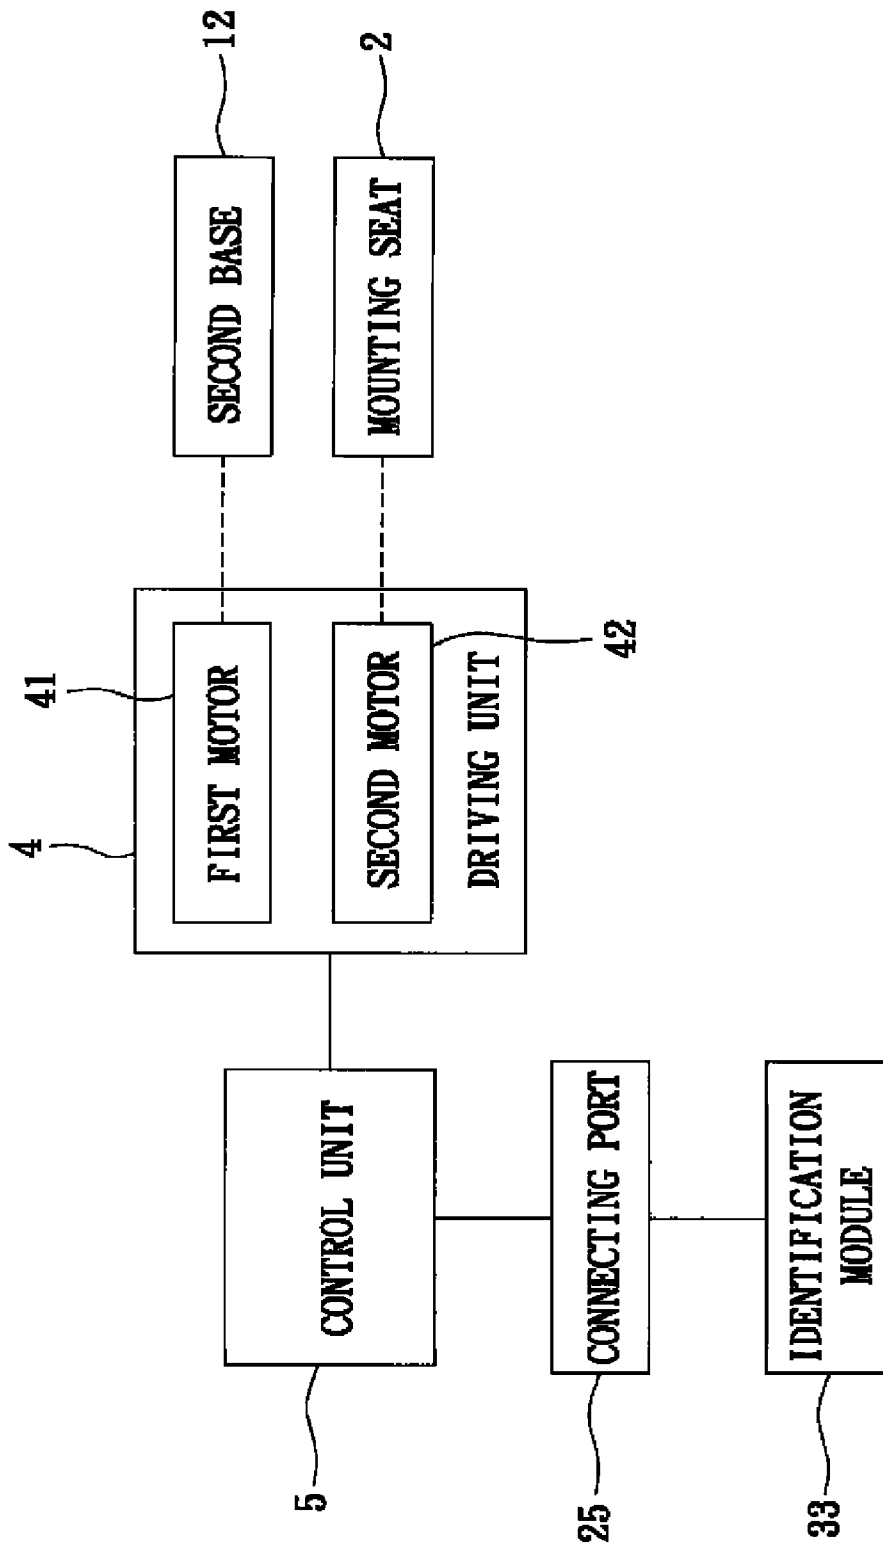 4
41
FIRST MOTOR
12
SECOND BASE
5
CONTROL UNIT
SECOND MOTOR
42
DRIVING UNIT
2
MOUNTING SEAT
25
CONNECTING PORT
33
IDENTIFICATION
MODULE